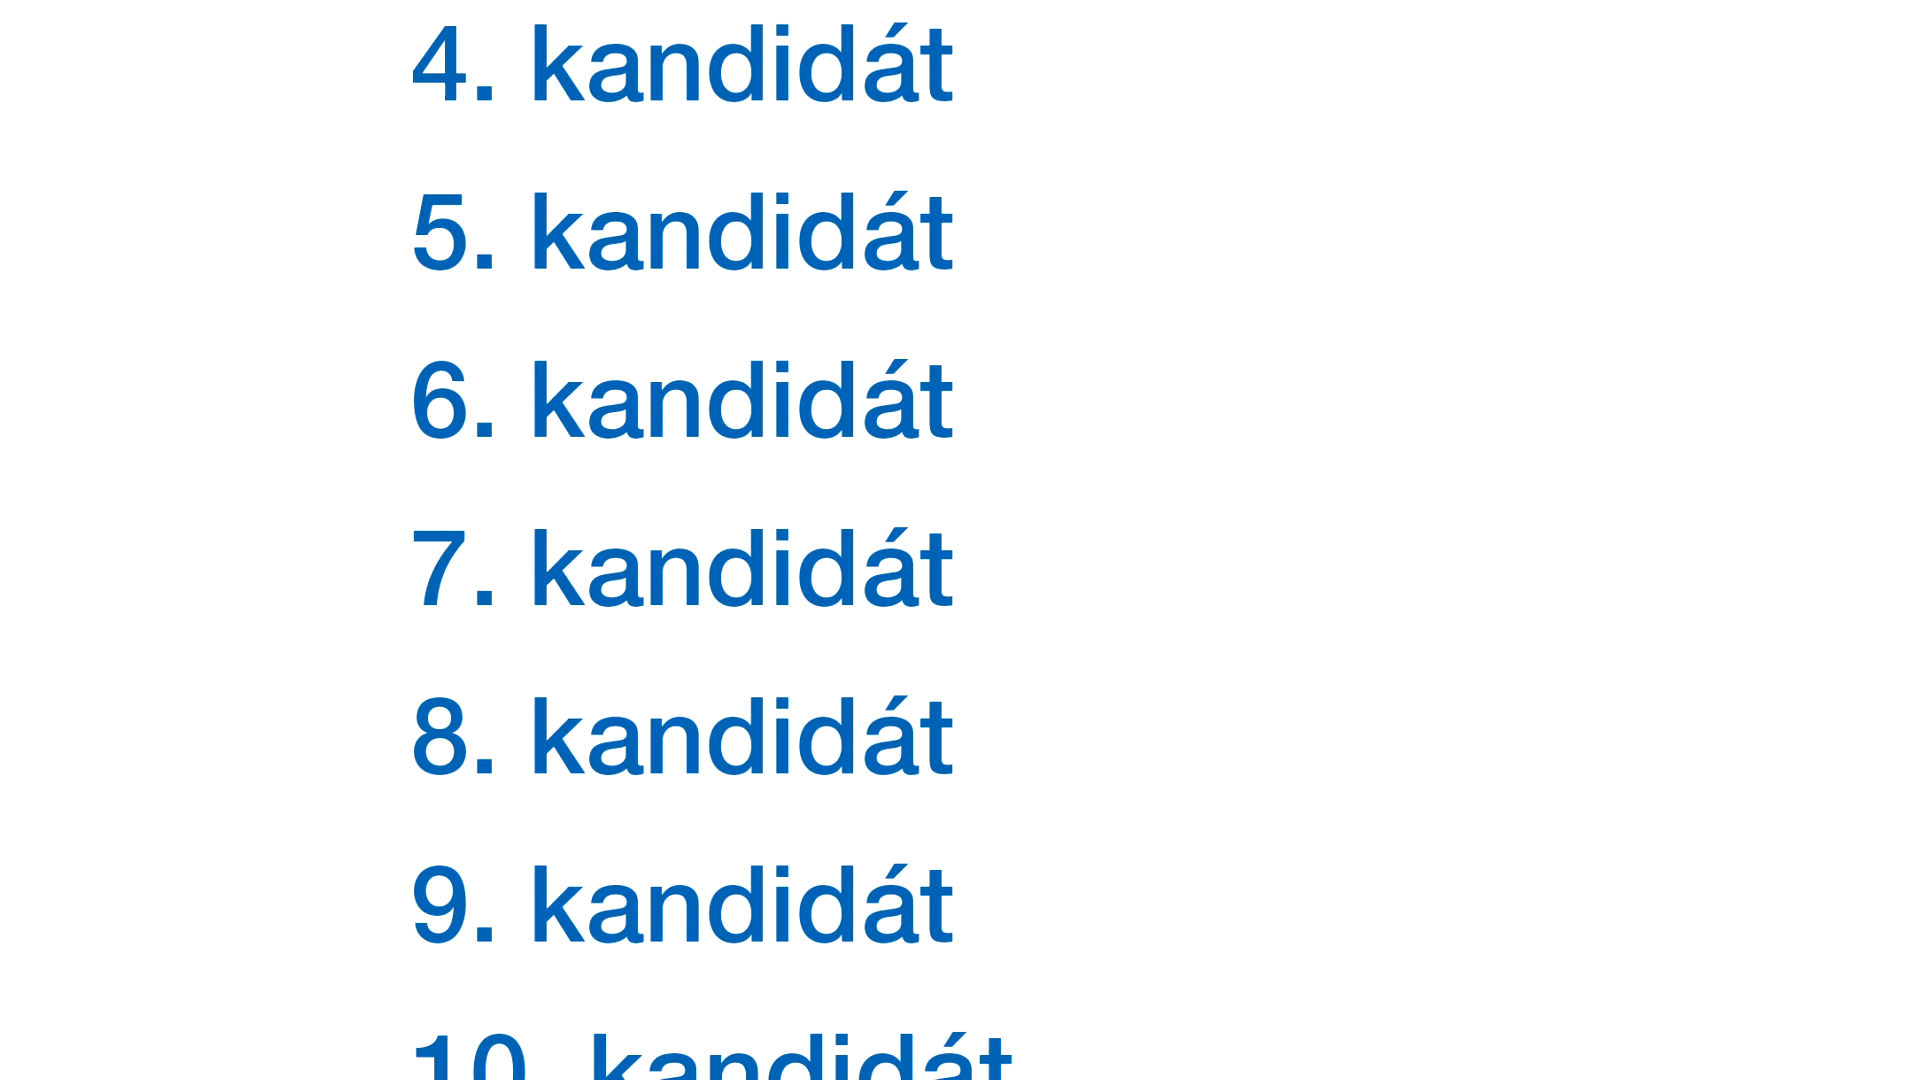 4. kandidát
5. kandidát
6. kandidát
7. kandidát
8. kandidát
9. kandidát
10. kandidát